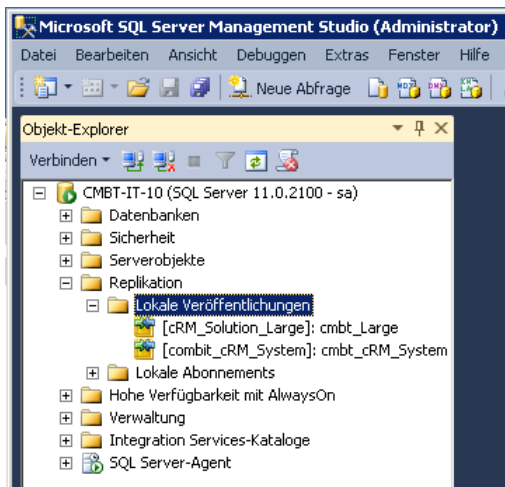 Microsoft SQL Server Management Studio (Administrator)
Datei Bearbeiten Ansicht Debuggen Extras Fenster Hilfe
Neue Abfrage
Objekt-Explorer
Verbinden
CMBT-IT-10 (SQL Server 11.0.2100 - sa)
Datenbanken
Sicherheit
Serverobjekte
Replikation
Lokale Veröffentlichungen
[cRM_Solution_Large]: cmbt_Large
[combit_cRM_System]: cmbt_cRM_System
Lokale Abonnements
Hohe Verfügbarkeit mit AlwaysOn
Verwaltung
Integration Services-Kataloge
SQL Server-Agent